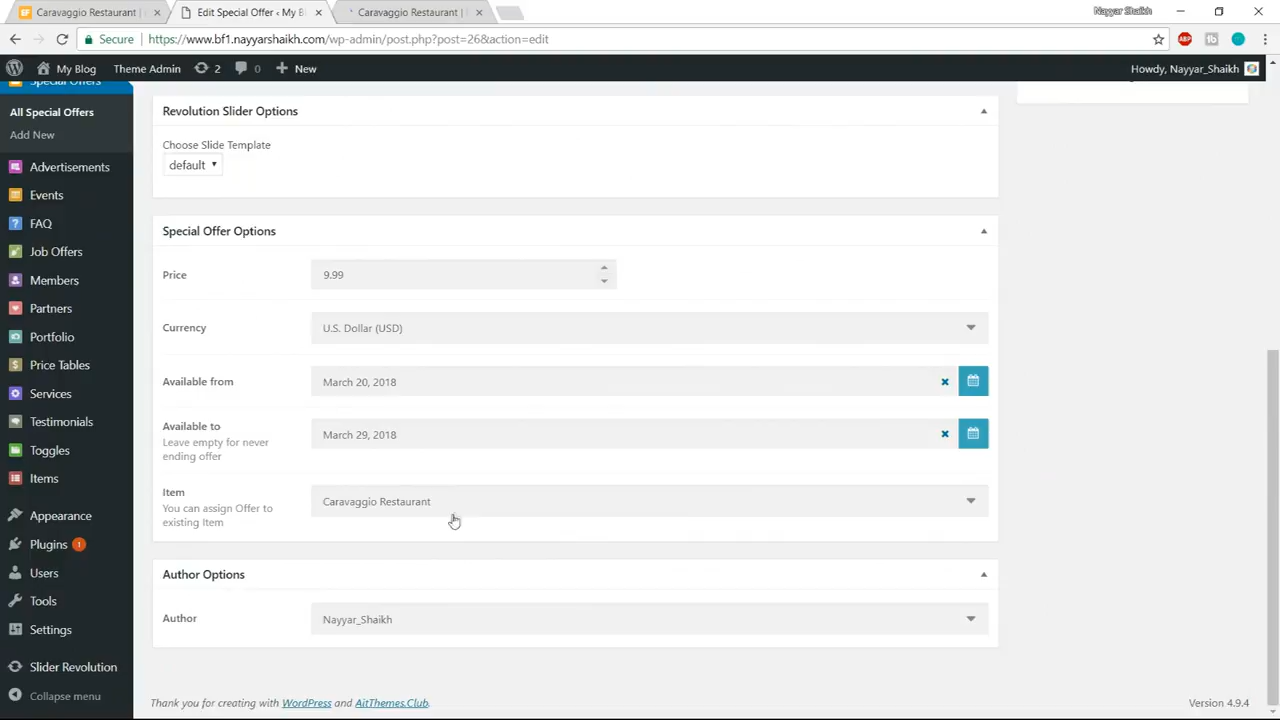 Caravaggio Restaurant |
Edit Special Offer ‹ My Bl
Caravaggio Restaurant |
Nayyar Shaikh
Secure
https://www.bf1.nayyarshaikh.com/wp-admin/post.php?post=26&action=edit
ABP
My Blog
Theme Admin
2
0
New
Howdy, Nayyar_Shaikh
Special Offers
All Special Offers
Add New
Advertisements
Events
FAQ
Job Offers
Members
Partners
Portfolio
Price Tables
Services
Testimonials
Toggles
Items
Appearance
Plugins 1
Users
Tools
Settings
Slider Revolution
Collapse menu
Revolution Slider Options
Choose Slide Template
default
Special Offer Options
Price
9.99
Currency
U.S. Dollar (USD)
Available from
March 20, 2018
Available to
Leave empty for never
ending offer
March 29, 2018
Item
You can assign Offer to
existing Item
Caravaggio Restaurant
Author Options
Author
Nayyar_Shaikh
Thank you for creating with WordPress and AitThemes.Club.
Version 4.9.4